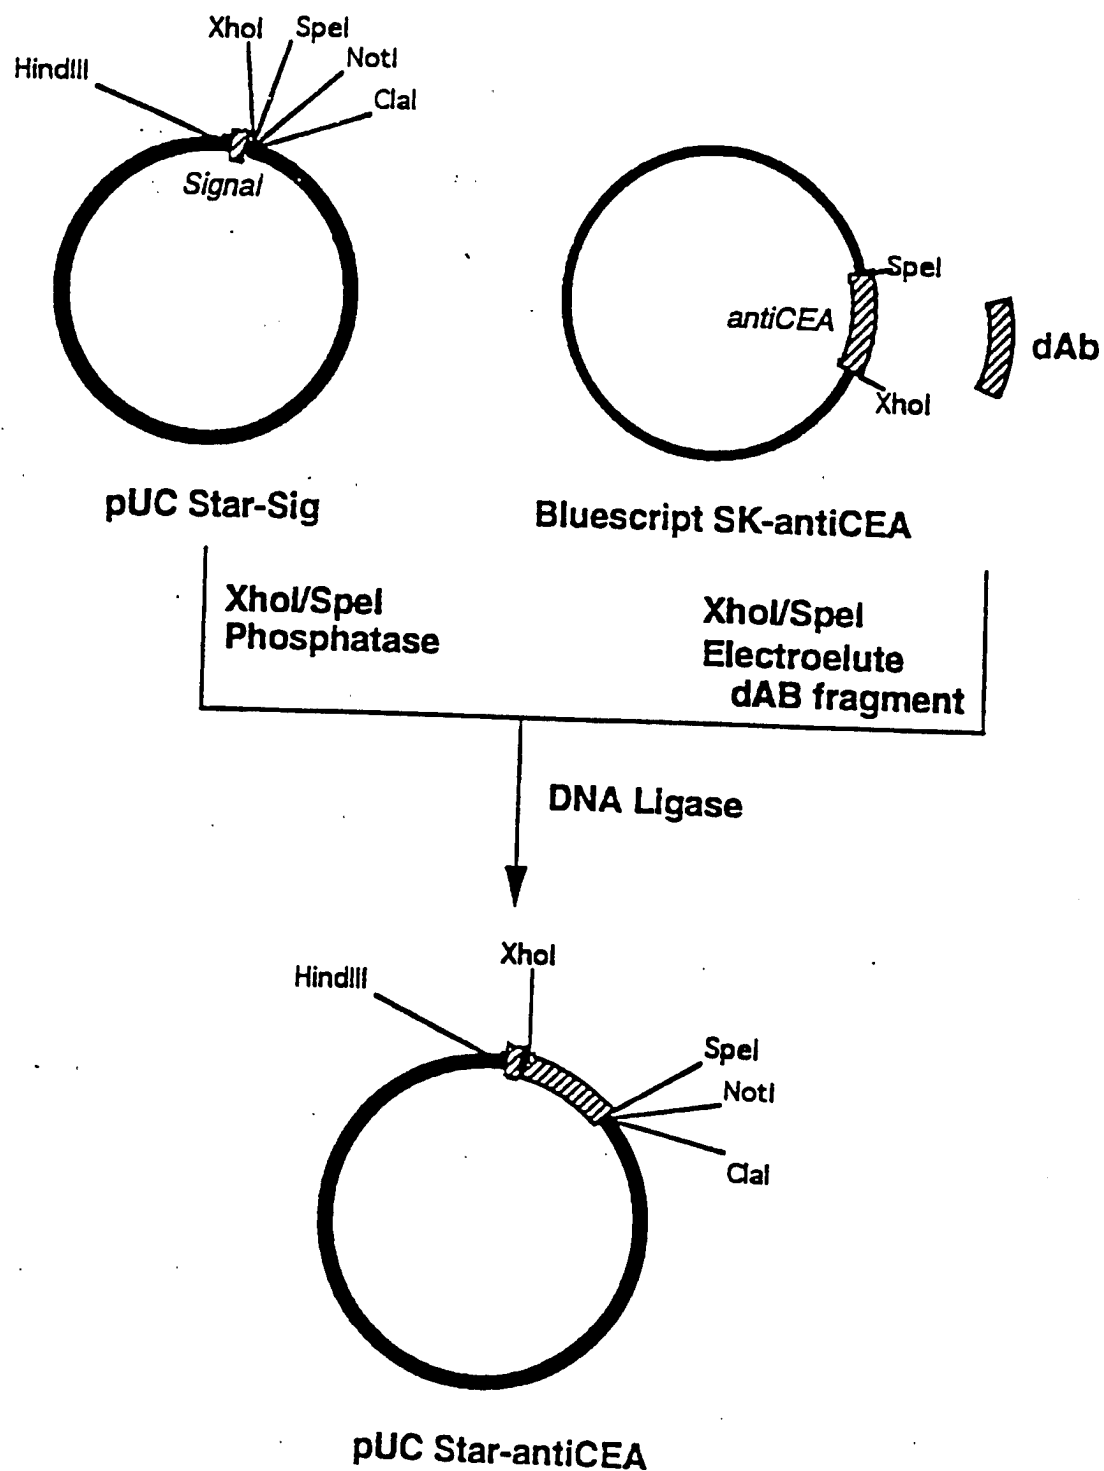 XhoI
SpeI
NotI
HindIII
ClaI
Signal
SpeI
antiCEA
dAb
XhoI
pUC Star-Sig
Bluescript SK-antiCEA
XhoI/SpeI
Phosphatase
XhoI/SpeI
Electroelute
dAB fragment
DNA Ligase
XhoI
HindIII
SpeI
NotI
ClaI
pUC Star-antiCEA